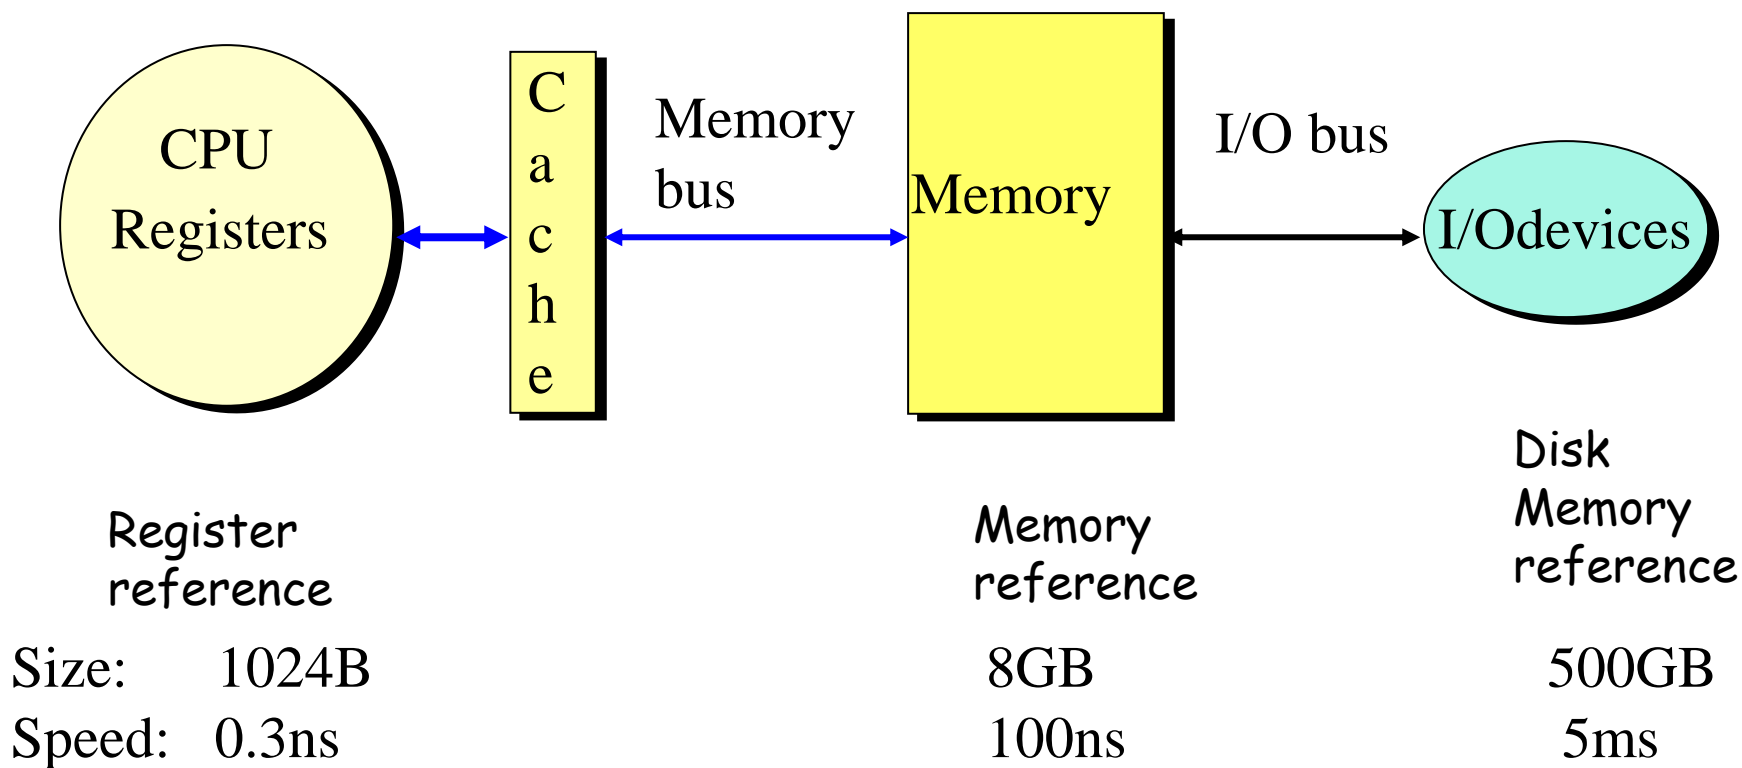 CPU
Registers
C
a
c
h
e
Memory
bus
Memory
I/O bus
I/Odevices
Register
reference
Memory
reference
Disk
Memory
reference
Size: 1024B 8GB 500GB
Speed: 0.3ns 100ns 5ms